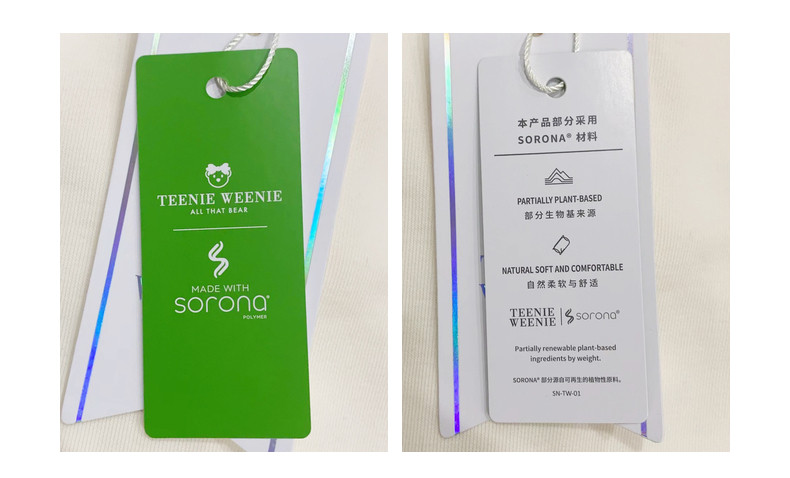 TEENIE WEENIE
ALL THAT BEAR
MADE WITH
sorona®
POLYMER
本产品部分采用
SORONA® 材料
PARTIALLY PLANT-BASED
部分生物基来源
NATURAL SOFT AND COMFORTABLE
自然柔软与舒适
TEENIE
WEENIE
sorona®
Partially renewable plant-based
ingredients by weight.
SORONA® 部分源自可再生的植物性原料。
SN-TW-01